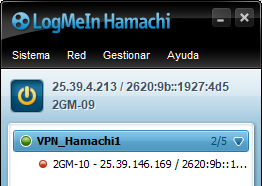 LogMeIn Hamachi
Sistema Red Gestionar Ayuda
25.39.4.213 / 2620:9b::1927:4d5
2GM-09
VPN_Hamachi1 2/5
2GM-10 - 25.39.146.169 / 2620:9b::1...